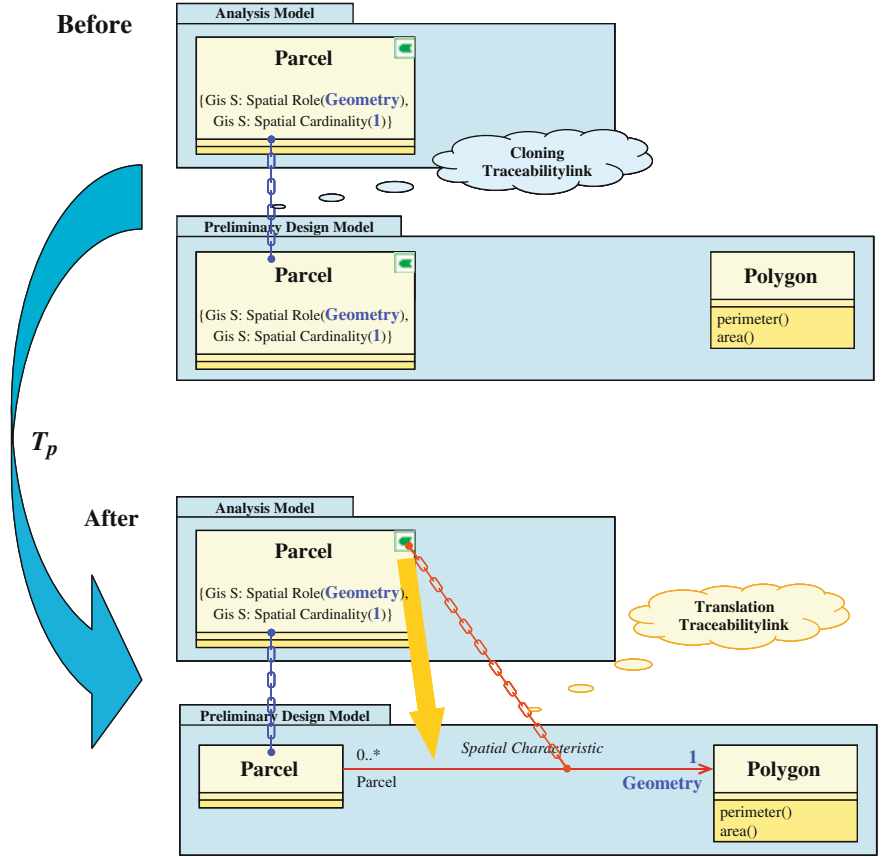 Before
Analysis Model
Parcel
{Gis S: Spatial Role(Geometry),
Gis S: Spatial Cardinality(1)}
Cloning
Traceabilitylink
Preliminary Design Model
Parcel
{Gis S: Spatial Role(Geometry),
Gis S: Spatial Cardinality(1)}
Polygon
perimeter()
area()
Tp
After
Analysis Model
Parcel
{Gis S: Spatial Role(Geometry),
Gis S: Spatial Cardinality(1)}
Translation
Traceabilitylink
Preliminary Design Model
Parcel
0..*
Parcel
Spatial Characteristic
1
Geometry
Polygon
perimeter()
area()